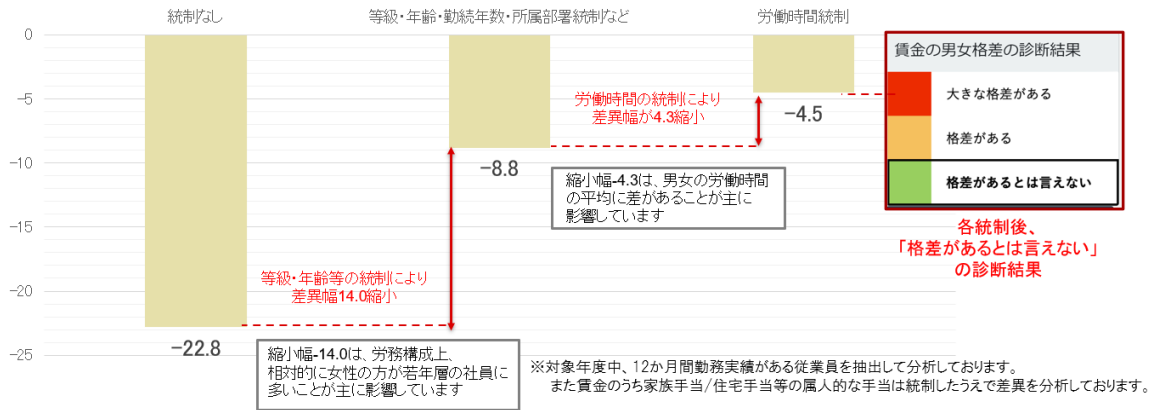 統制なし
等級・年齢・勤続年数・所属部署統制など
労働時間統制
0
-5
-10
-15
-20
-25
-22.8
-8.8
-4.5
等級・年齢等の統制により
差異幅14.0縮小
労働時間の統制により
差異幅が4.3縮小
縮小幅-14.0は、労務構成上、
相対的に女性の方が若年層の社員に
多いことが主に影響しています
縮小幅-4.3は、男女の労働時間
の平均に差があることが主に
影響しています
賃金の男女格差の診断結果
大きな格差がある
格差がある
格差があるとは言えない
各統制後、
「格差があるとは言えない」
の診断結果
※対象年度中、12か月間勤務実績がある従業員を抽出して分析しております。
また賃金のうち家族手当/住宅手当等の属人的な手当は統制したうえで差異を分析しております。